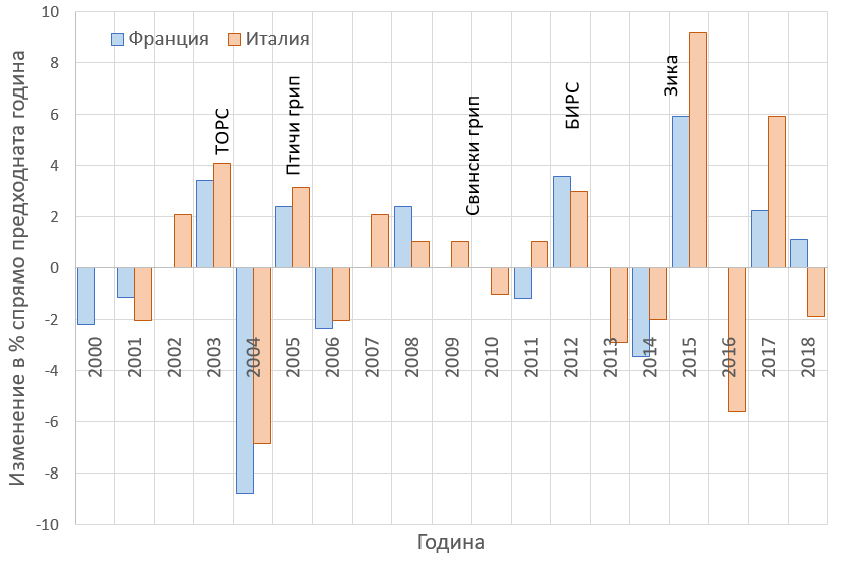 Изменение в % спрямо предходната година
10
8
6
4
2
0
-2
-4
-6
-8
-10
Франция Италия
ТОРС
Птичи грип
Свински грип
БИРС
Зика
2000 2001 2002 2003 2004 2005 2006 2007 2008 2009 2010 2011 2012 2013 2014 2015 2016 2017 2018
Година